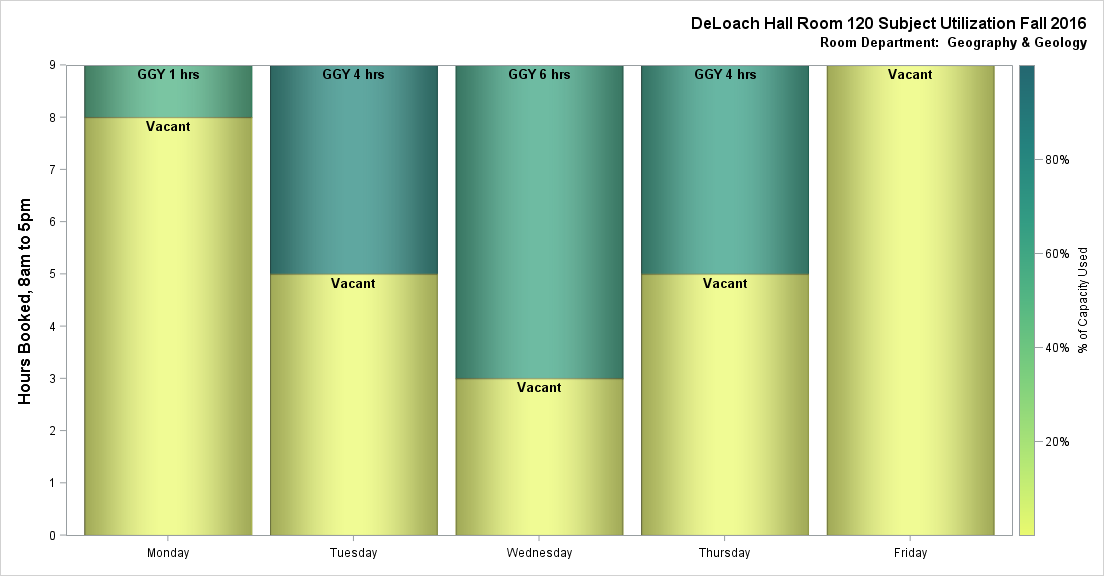 DeLoach Hall Room 120 Subject Utilization Fall 2016
Room Department: Geography & Geology
Hours Booked, 8am to 5pm
9
8
7
6
5
4
3
2
1
0
GGY 1 hrs
Vacant
GGY 4 hrs
Vacant
GGY 6 hrs
Vacant
GGY 4 hrs
Vacant
Vacant
Monday
Tuesday
Wednesday
Thursday
Friday
80%
60%
40%
20%
% of Capacity Used